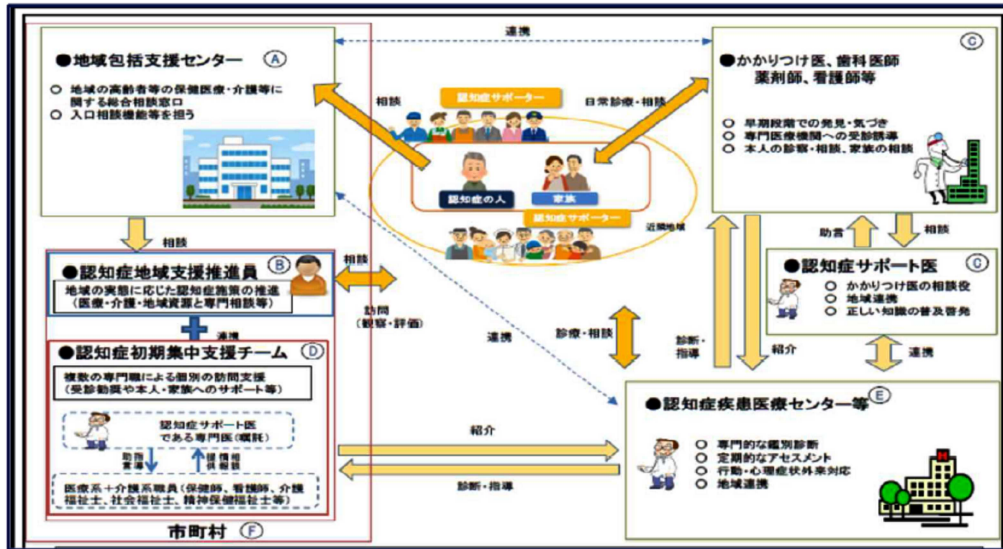 ●地域包括支援センター Ⓐ
○ 地域の高齢者等の保健医療・介護等に
関する総合相談窓口
○ 入口相談機能等を担う
連携
相談
認知症サポーター
日常診療・相談
認知症の人
家族
認知症サポーター
近隣地域
Ⓒ
●かかりつけ医、歯科医師
薬剤師、看護師等
○ 早期段階での発見・気づき
○ 専門医療機関への受診誘導
○ 本人の診察・相談、家族の相談
相談
●認知症地域支援推進員 Ⓑ
地域の実態に応じた認知症施策の推進
(医療・介護・地域資源と専門相談等)
連携
相談
訪問
(観察・評価)
連携
診療・相談
診断・
指導
紹介
助言
相談
●認知症サポート医 Ⓒ
○ かかりつけ医の相談役
○ 地域連携
○ 正しい知識の普及啓発
連携
●認知症初期集中支援チーム Ⓓ
複数の専門職による個別の訪問支援
(受診勧奨や本人・家族へのサポート等)
認知症サポート医
である専門医(嘱託)
医療系+介護系職員(保健師、看護師、介護
福祉士、社会福祉士、精神保健福祉士等)
市町村 Ⓕ
紹介
診断・指導
●認知症疾患医療センター等 Ⓔ
○ 専門的な鑑別診断
○ 定期的なアセスメント
○ 行動・心理症状外来対応
○ 地域連携